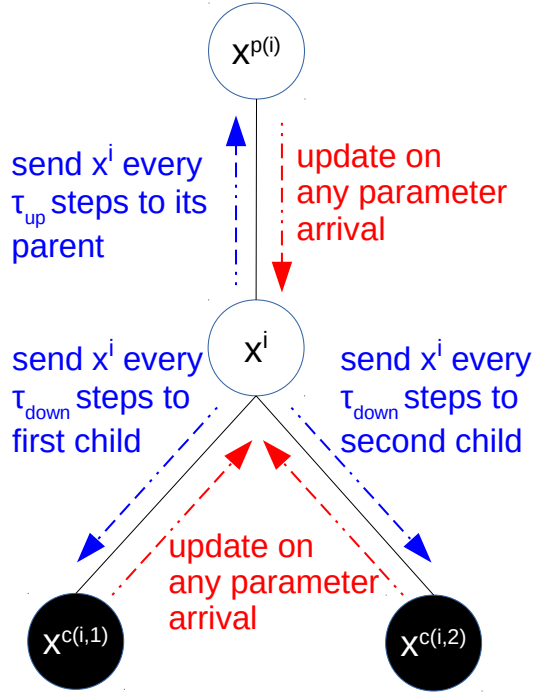 x^p(i)
send x^i every
τ_up steps to its
parent
update on
any parameter
arrival
x^i
send x^i every
τ_down steps to
first child
send x^i every
τ_down steps to
second child
update on
any parameter
arrival
x^c(i,1)
x^c(i,2)